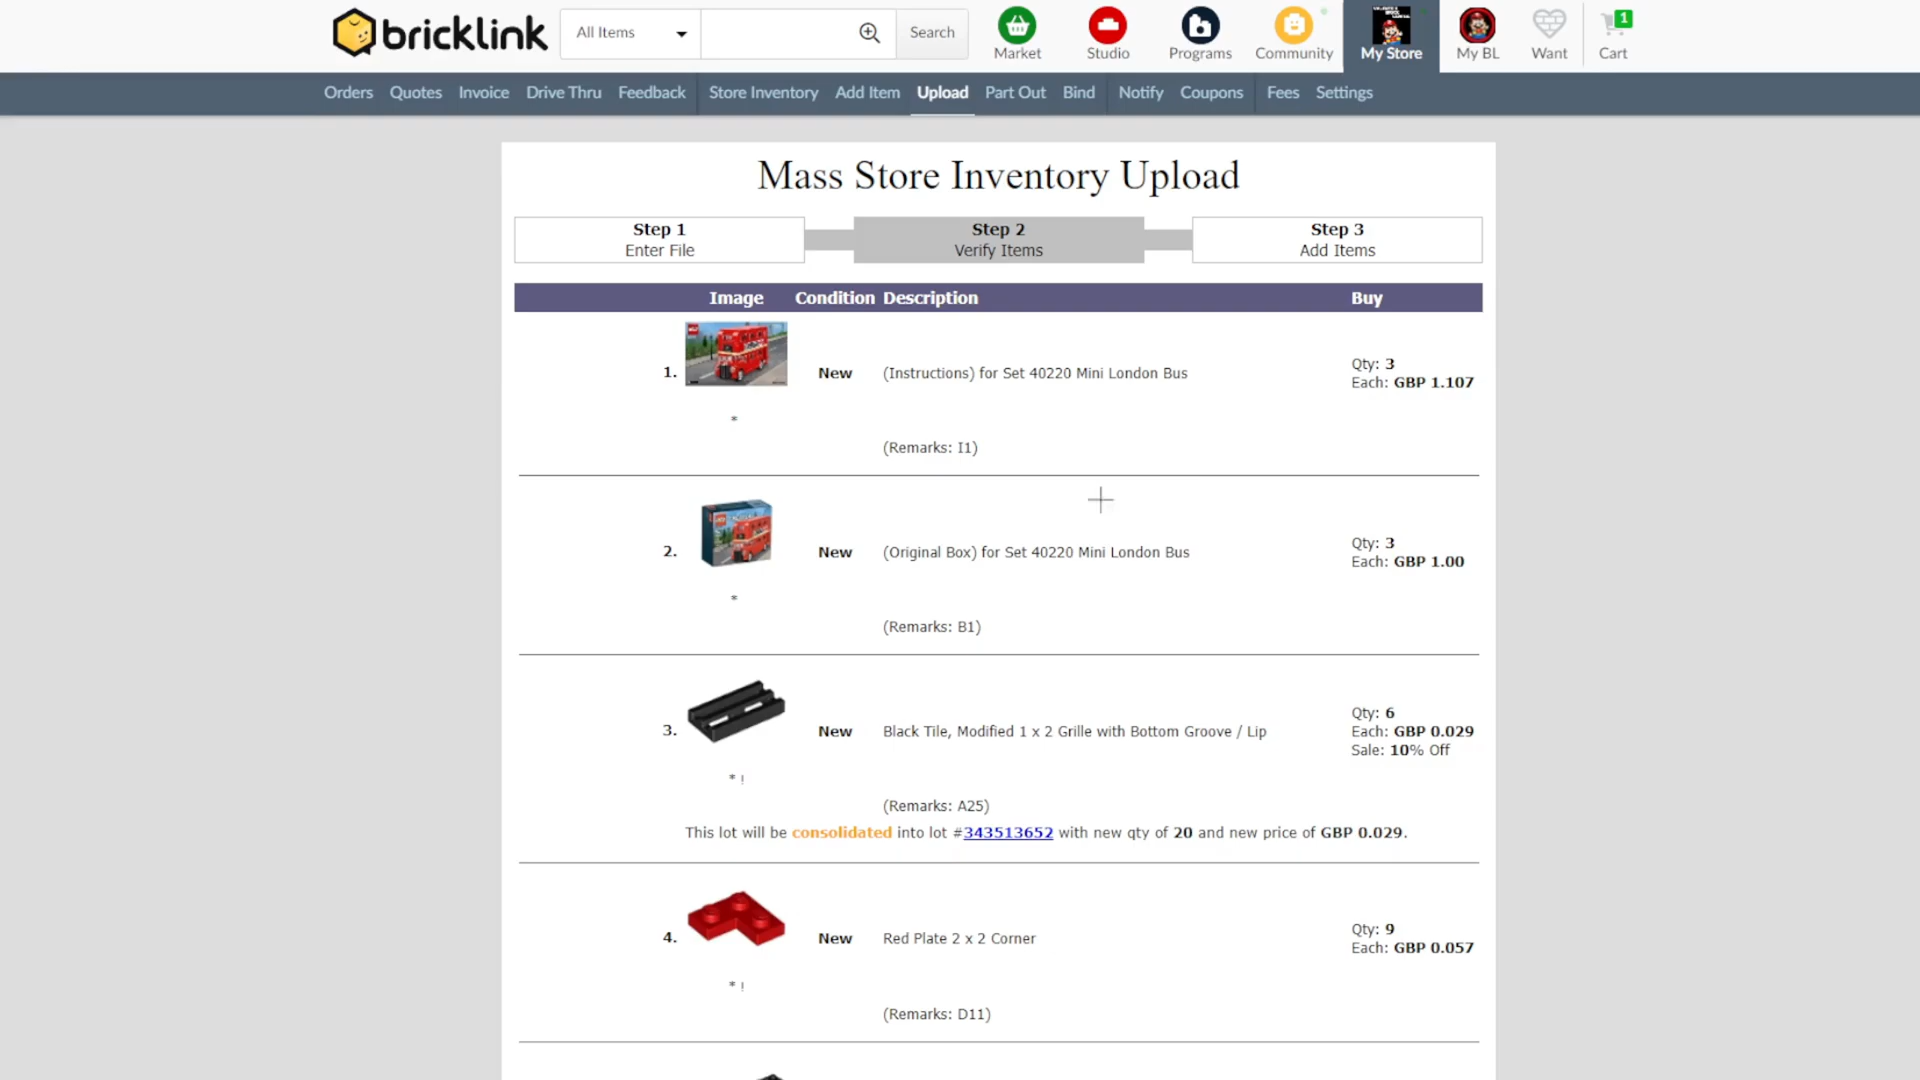 bricklink
All Items
Search
Market
Studio
Programs
Community
My Store
My BL
Want
1
Cart
Orders Quotes Invoice Drive Thru Feedback Store Inventory Add Item Upload Part Out Bind Notify Coupons Fees Settings
Mass Store Inventory Upload
Step 1
Enter File
Step 2
Verify Items
Step 3
Add Items
Image Condition Description Buy
1. New (Instructions) for Set 40220 Mini London Bus
Qty: 3
Each: GBP 1.107
*
(Remarks: I1)
2. New (Original Box) for Set 40220 Mini London Bus
Qty: 3
Each: GBP 1.00
*
(Remarks: B1)
3. New Black Tile, Modified 1 x 2 Grille with Bottom Groove / Lip
Qty: 6
Each: GBP 0.029
Sale: 10% Off
* !
(Remarks: A25)
This lot will be consolidated into lot #343513652 with new qty of 20 and new price of GBP 0.029.
4. New Red Plate 2 x 2 Corner
Qty: 9
Each: GBP 0.057
* !
(Remarks: D11)